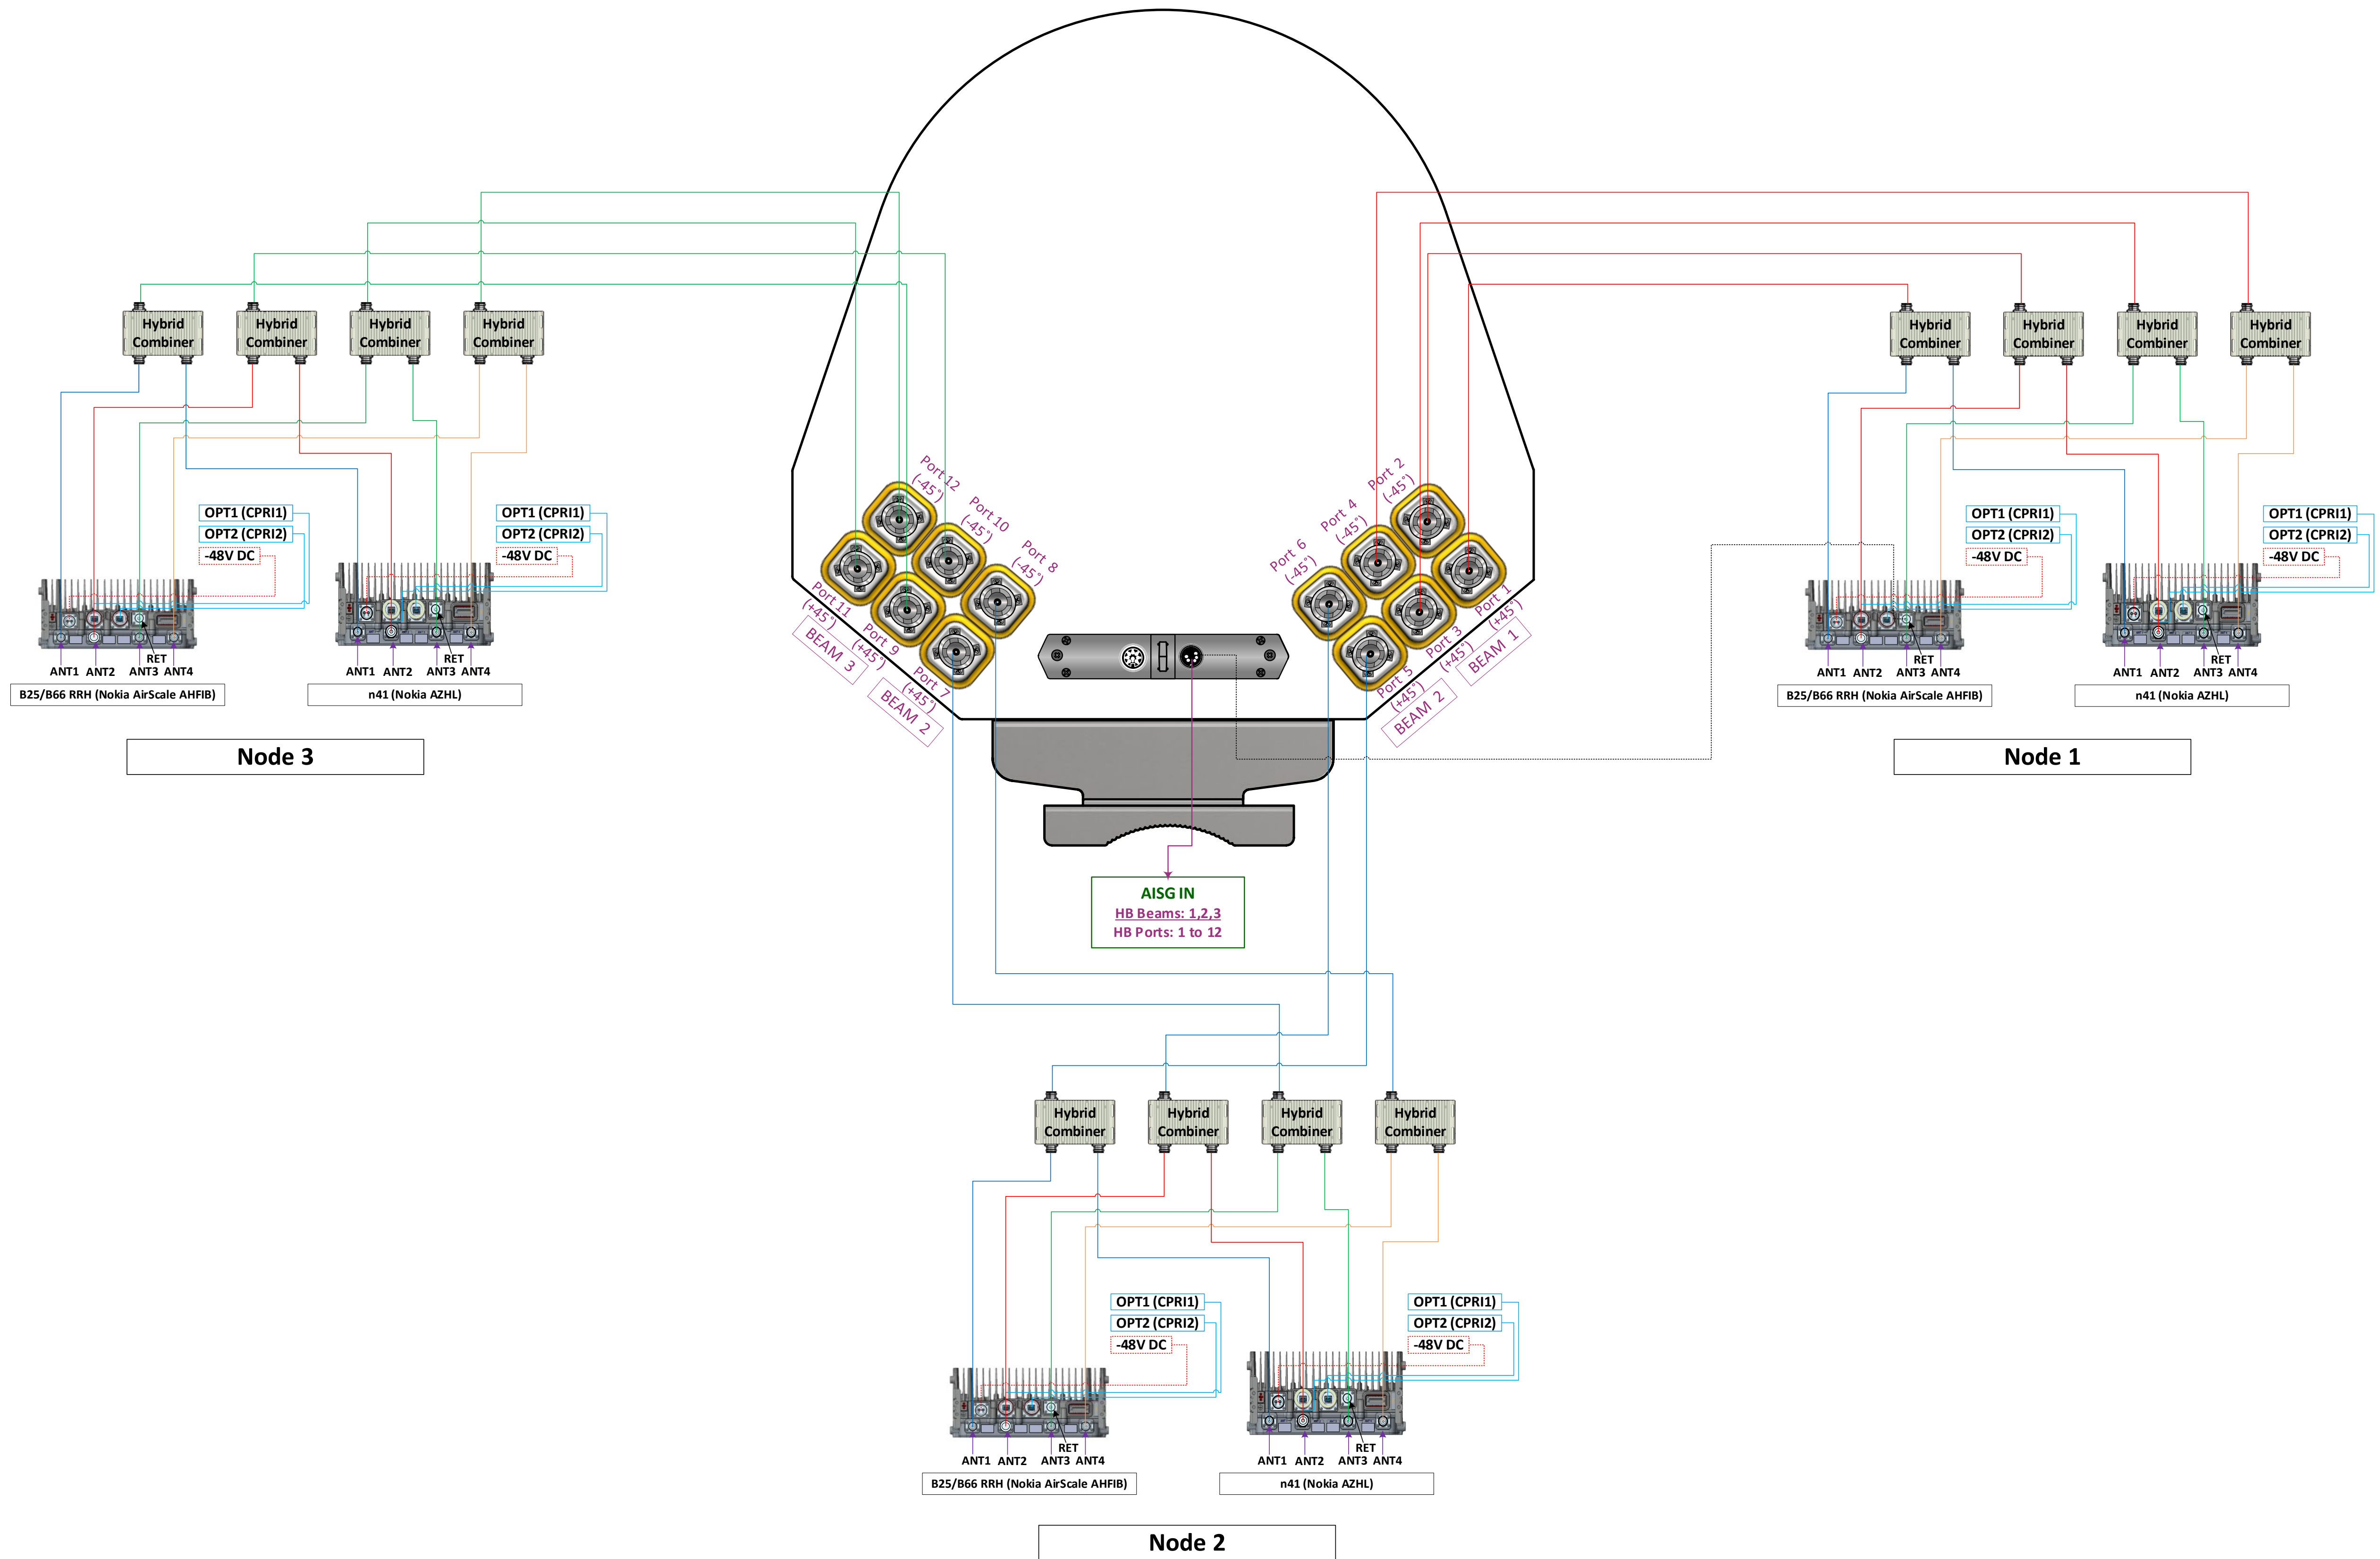 Hybrid
Combiner
Hybrid
Combiner
Hybrid
Combiner
Hybrid
Combiner
OPT1 (CPRI1)
OPT2 (CPRI2)
-48V DC
OPT1 (CPRI1)
OPT2 (CPRI2)
-48V DC
RET
ANT1 ANT2 ANT3 ANT4
B25/B66 RRH (Nokia AirScale AHFIB)
RET
ANT1 ANT2 ANT3 ANT4
n41 (Nokia AZHL)
Node 3
Port 12
(-45°)
Port 10
(-45°)
Port 8
(-45°)
Port 11
(+45°)
Port 9
(+45°)
Port 7
(+45°)
BEAM 3
BEAM 2
Port 2
(-45°)
Port 4
(-45°)
Port 6
(-45°)
Port 1
(+45°)
Port 3
(+45°)
Port 5
(+45°)
BEAM 1
BEAM 2
AISG IN
HB Beams: 1,2,3
HB Ports: 1 to 12
Hybrid
Combiner
Hybrid
Combiner
Hybrid
Combiner
Hybrid
Combiner
OPT1 (CPRI1)
OPT2 (CPRI2)
-48V DC
OPT1 (CPRI1)
OPT2 (CPRI2)
-48V DC
RET
ANT1 ANT2 ANT3 ANT4
B25/B66 RRH (Nokia AirScale AHFIB)
RET
ANT1 ANT2 ANT3 ANT4
n41 (Nokia AZHL)
Node 1
Hybrid
Combiner
Hybrid
Combiner
Hybrid
Combiner
Hybrid
Combiner
OPT1 (CPRI1)
OPT2 (CPRI2)
-48V DC
OPT1 (CPRI1)
OPT2 (CPRI2)
-48V DC
RET
ANT1 ANT2 ANT3 ANT4
B25/B66 RRH (Nokia AirScale AHFIB)
RET
ANT1 ANT2 ANT3 ANT4
n41 (Nokia AZHL)
Node 2